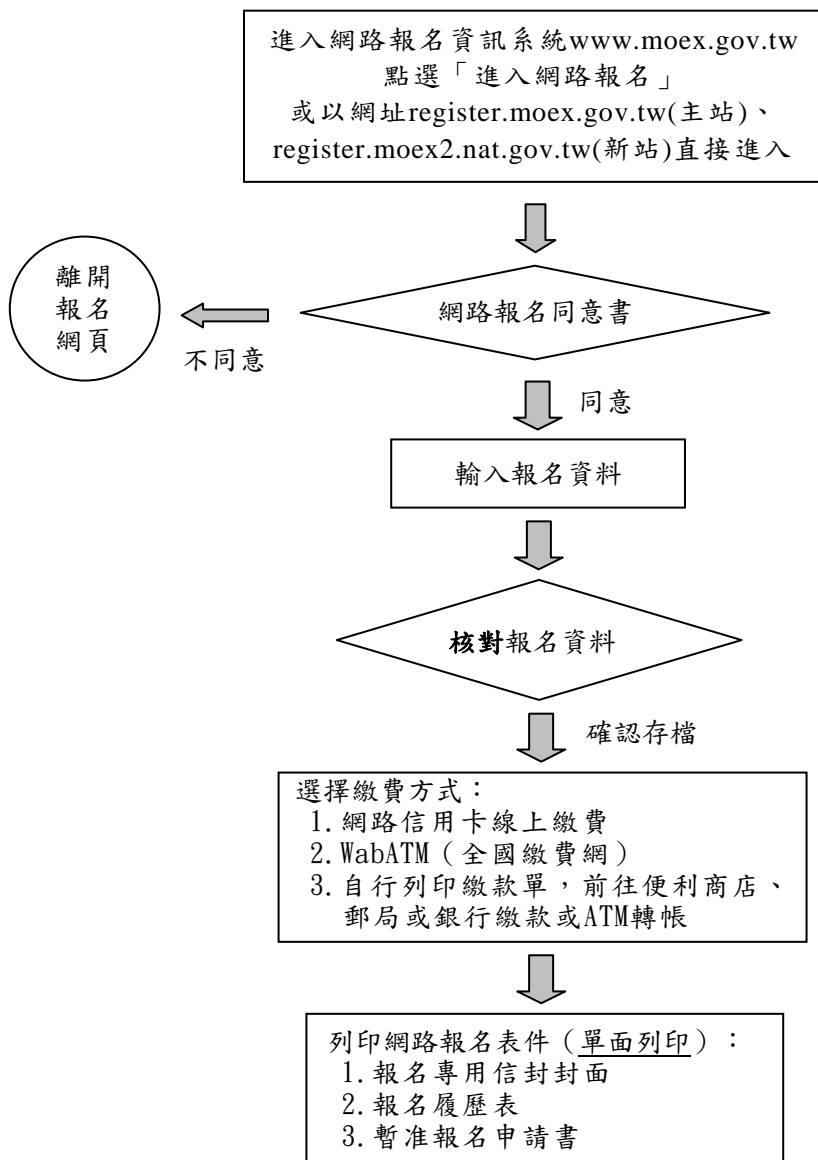 進入網路報名資訊系統www.moex.gov.tw
點選「進入網路報名」
或以網址register.moex.gov.tw(主站)、
register.moex2.nat.gov.tw(新站)直接進入
離開
報名
網頁
不同意
網路報名同意書
同意
輸入報名資料
核對報名資料
確認存檔
選擇繳費方式：
1.網路信用卡線上繳費
2.WabATM（全國繳費網）
3.自行列印繳款單，前往便利商店、
郵局或銀行繳款或ATM轉帳
列印網路報名表件（單面列印）：
1.報名專用信封封面
2.報名履歷表
3.暫准報名申請書